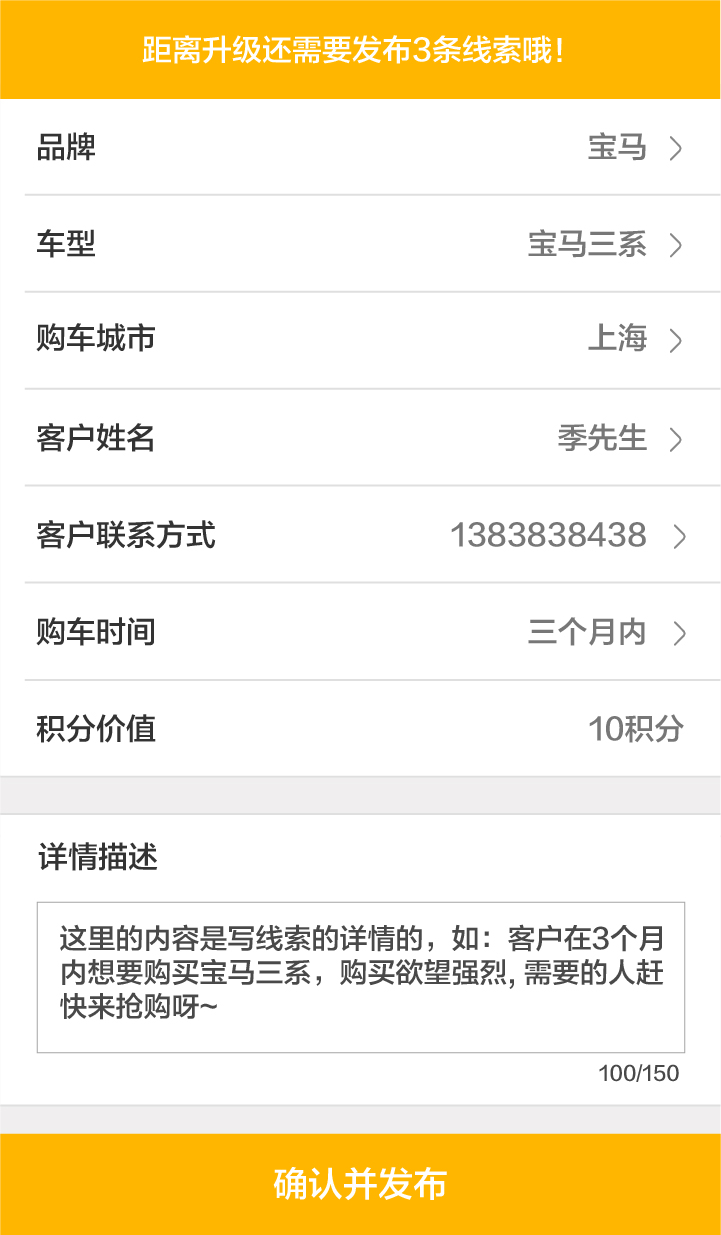 距离升级还需要发布3条线索哦！
品牌 宝马
车型 宝马三系
购车城市 上海
客户姓名 季先生
客户联系方式 1383838438
购车时间 三个月内
积分价值 10积分
详情描述
这里的内容是写线索的详情的，如：客户在3个月
内想要购买宝马三系，购买欲望强烈, 需要的人赶
快来抢购呀~
100/150
确认并发布